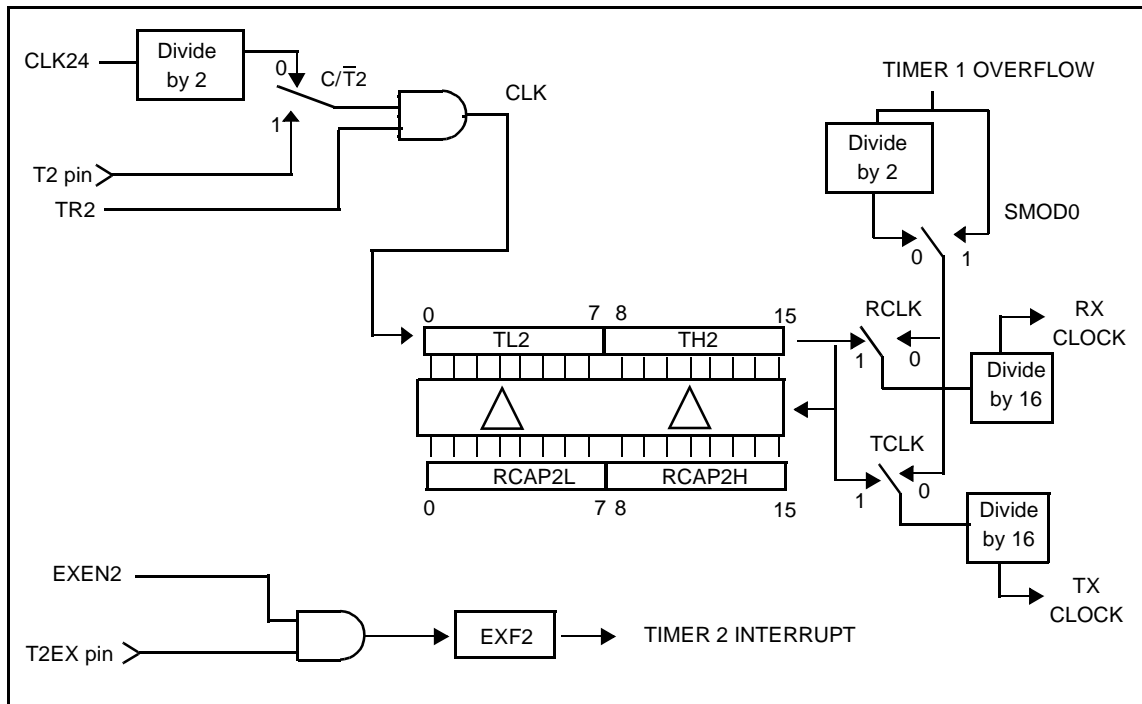 CLK24
Divide
by 2
0
C/T̅2
1
CLK
T2 pin
TR2
TIMER 1 OVERFLOW
Divide
by 2
SMOD0
0
1
0
7
8
15
TL2
TH2
RCLK
1
0
RX
CLOCK
Divide
by 16
RCAP2L
RCAP2H
0
7
8
15
TCLK
1
0
Divide
by 16
TX
CLOCK
EXEN2
T2EX pin
EXF2
TIMER 2 INTERRUPT